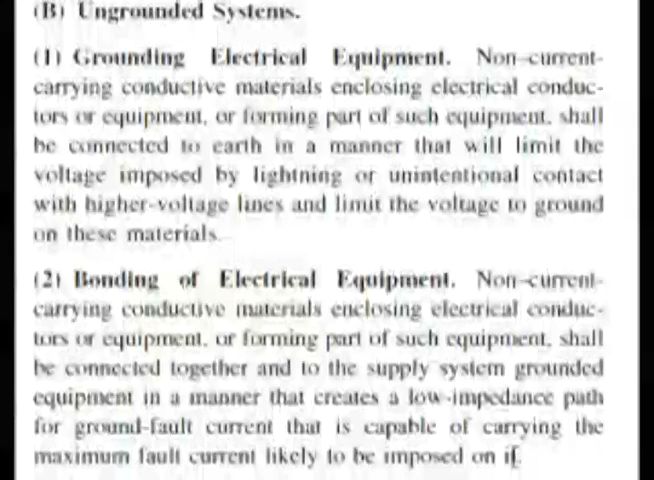 (B) Ungrounded Systems.
(1) Grounding Electrical Equipment. Non-current-
carrying conductive materials enclosing electrical conduc-
tors or equipment, or forming part of such equipment, shall
be connected to earth in a manner that will limit the
voltage imposed by lightning or unintentional contact
with higher-voltage lines and limit the voltage to ground
on these materials.
(2) Bonding of Electrical Equipment. Non-current-
carrying conductive materials enclosing electrical conduc-
tors or equipment, or forming part of such equipment, shall
be connected together and to the supply system grounded
equipment in a manner that creates a low-impedance path
for ground-fault current that is capable of carrying the
maximum fault current likely to be imposed on it.